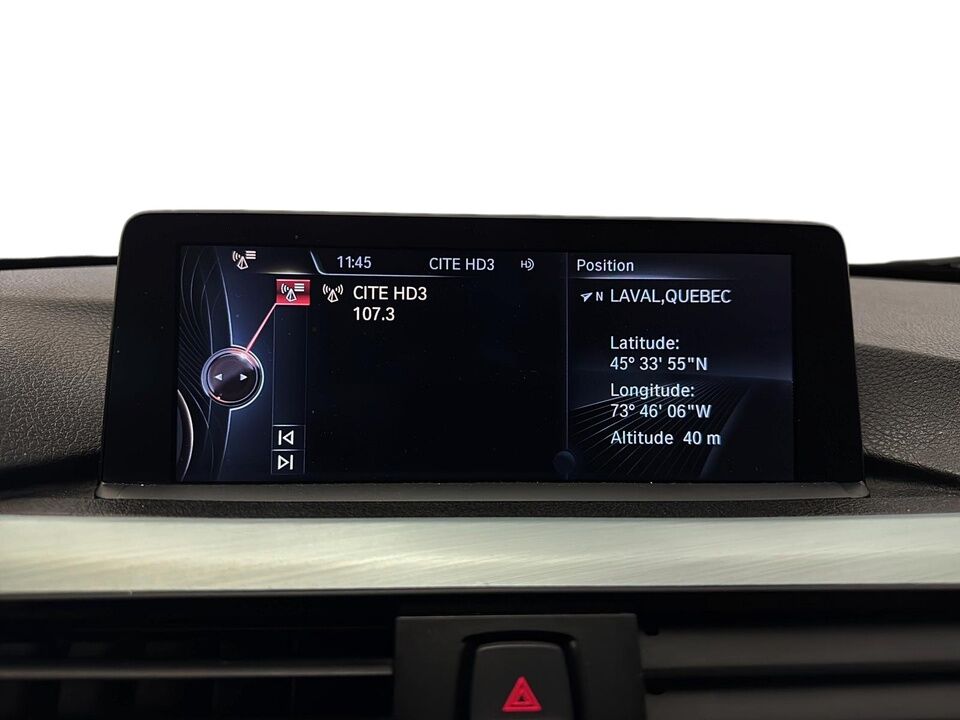 11:45
CITE HD3
HD
CITE HD3
107.3
Position
N LAVAL,QUEBEC
Latitude:
45° 33' 55"N
Longitude:
73° 46' 06"W
Altitude 40 m